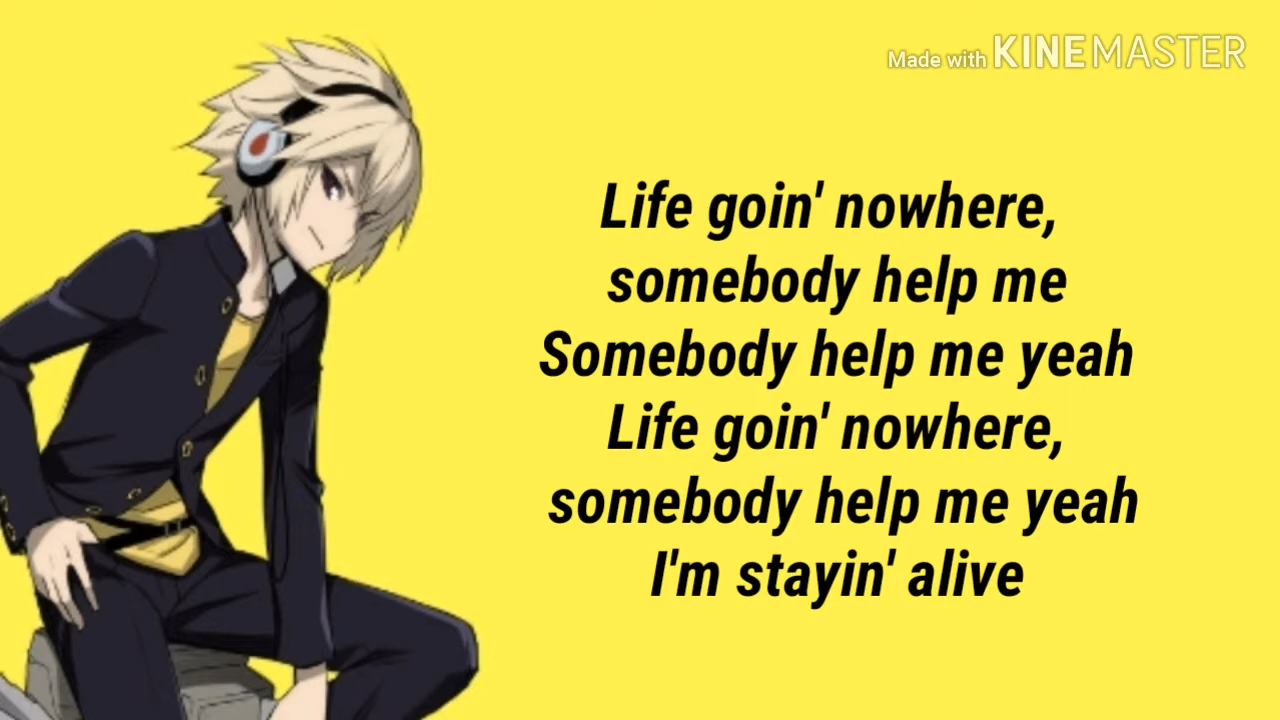 Made with KINEMASTER
Life goin' nowhere,
somebody help me
Somebody help me yeah
Life goin' nowhere,
somebody help me yeah
I'm stayin' alive